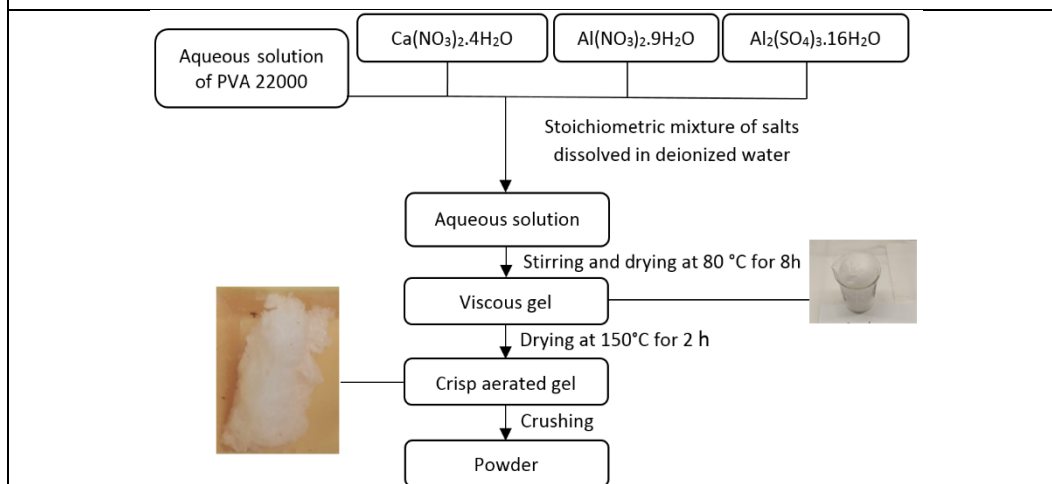 Aqueous solution
of PVA 22000
Ca(NO₃)₂.4H₂O
Al(NO₃)₂.9H₂O
Al₂(SO₄)₃.16H₂O
Stoichiometric mixture of salts
dissolved in deionized water
Aqueous solution
Stirring and drying at 80 °C for 8h
Viscous gel
Drying at 150°C for 2 h
Crisp aerated gel
Crushing
Powder